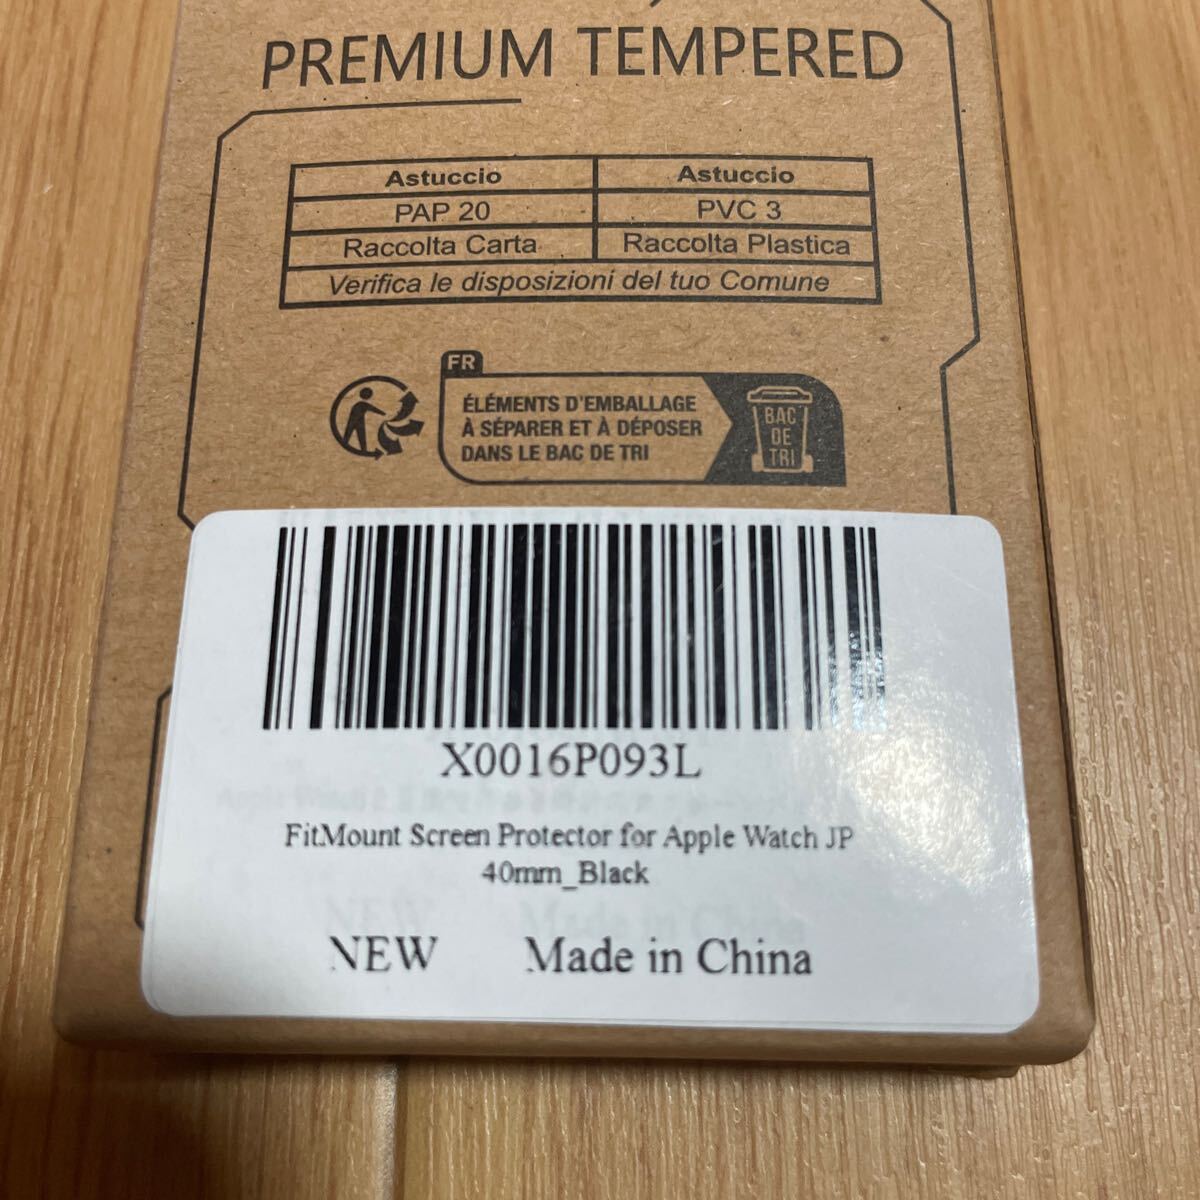 PREMIUM TEMPERED
Astuccio Astuccio
PAP 20 PVC 3
Raccolta Carta Raccolta Plastica
Verifica le disposizioni del tuo Comune
FR
ÉLÉMENTS D'EMBALLAGE
À SÉPARER ET À DÉPOSER
DANS LE BAC DE TRI
BAC
DE
TRI
X0016P093L
FitMount Screen Protector for Apple Watch JP
40mm_Black
NEW Made in China